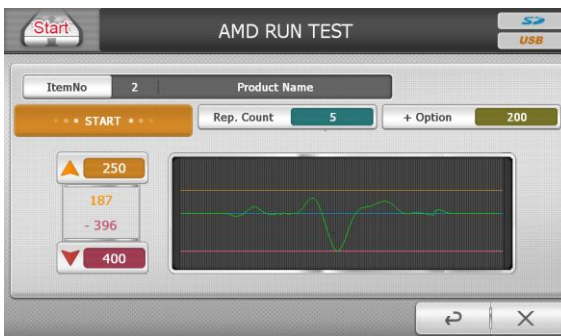 Start
AMD RUN TEST
SD
USB
ItemNo 2 Product Name
START Rep. Count 5 + Option 200
250
187
- 396
400